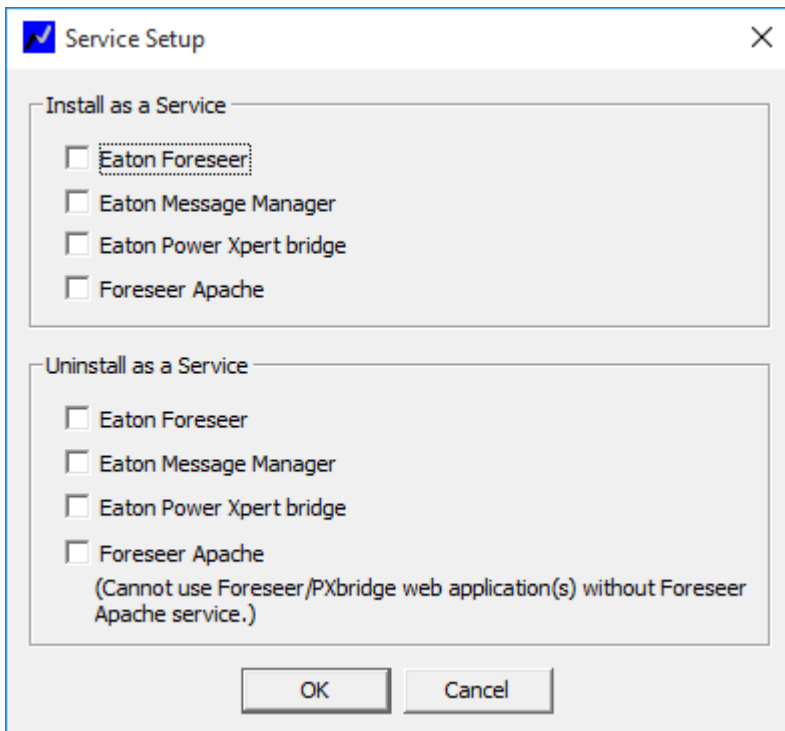 Service Setup
Install as a Service
Eaton Foreseer
Eaton Message Manager
Eaton Power Xpert bridge
Foreseer Apache
Uninstall as a Service
Eaton Foreseer
Eaton Message Manager
Eaton Power Xpert bridge
Foreseer Apache
(Cannot use Foreseer/PXbridge web application(s) without Foreseer
Apache service.)
OK
Cancel